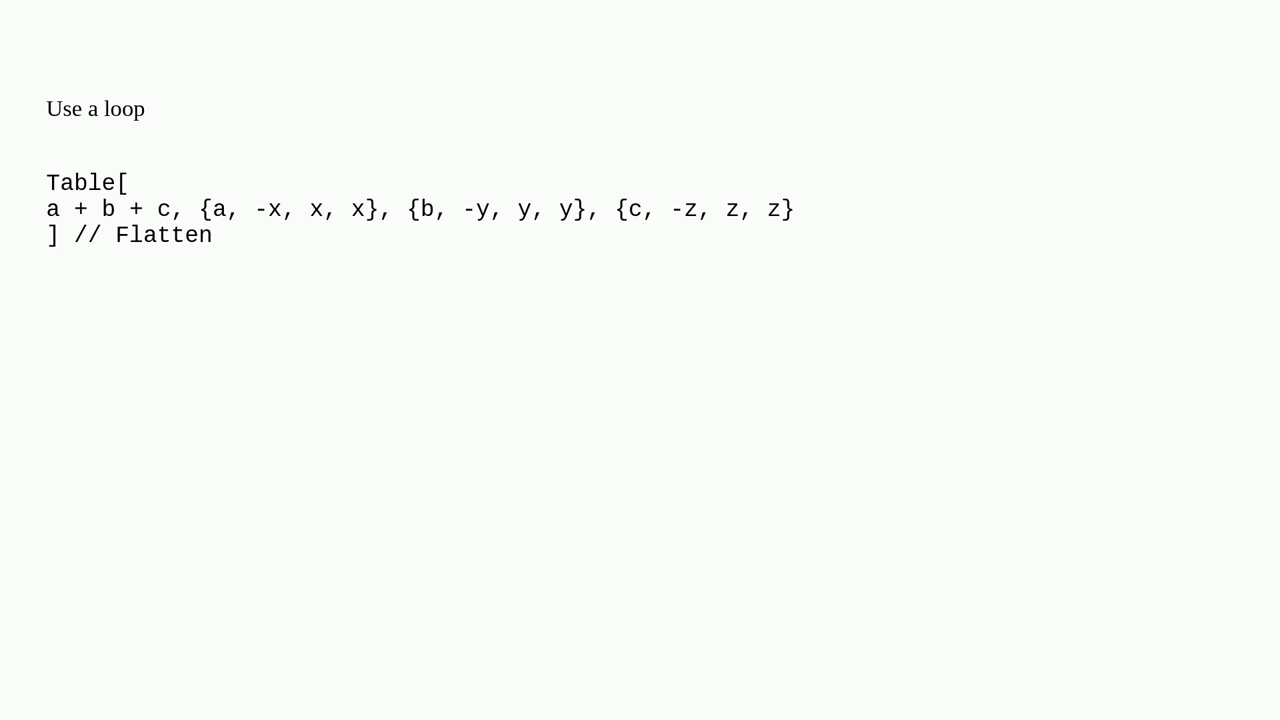 Use a loop
Table[
a + b + c, {a, -x, x, x}, {b, -y, y, y}, {c, -z, z, z}
] // Flatten